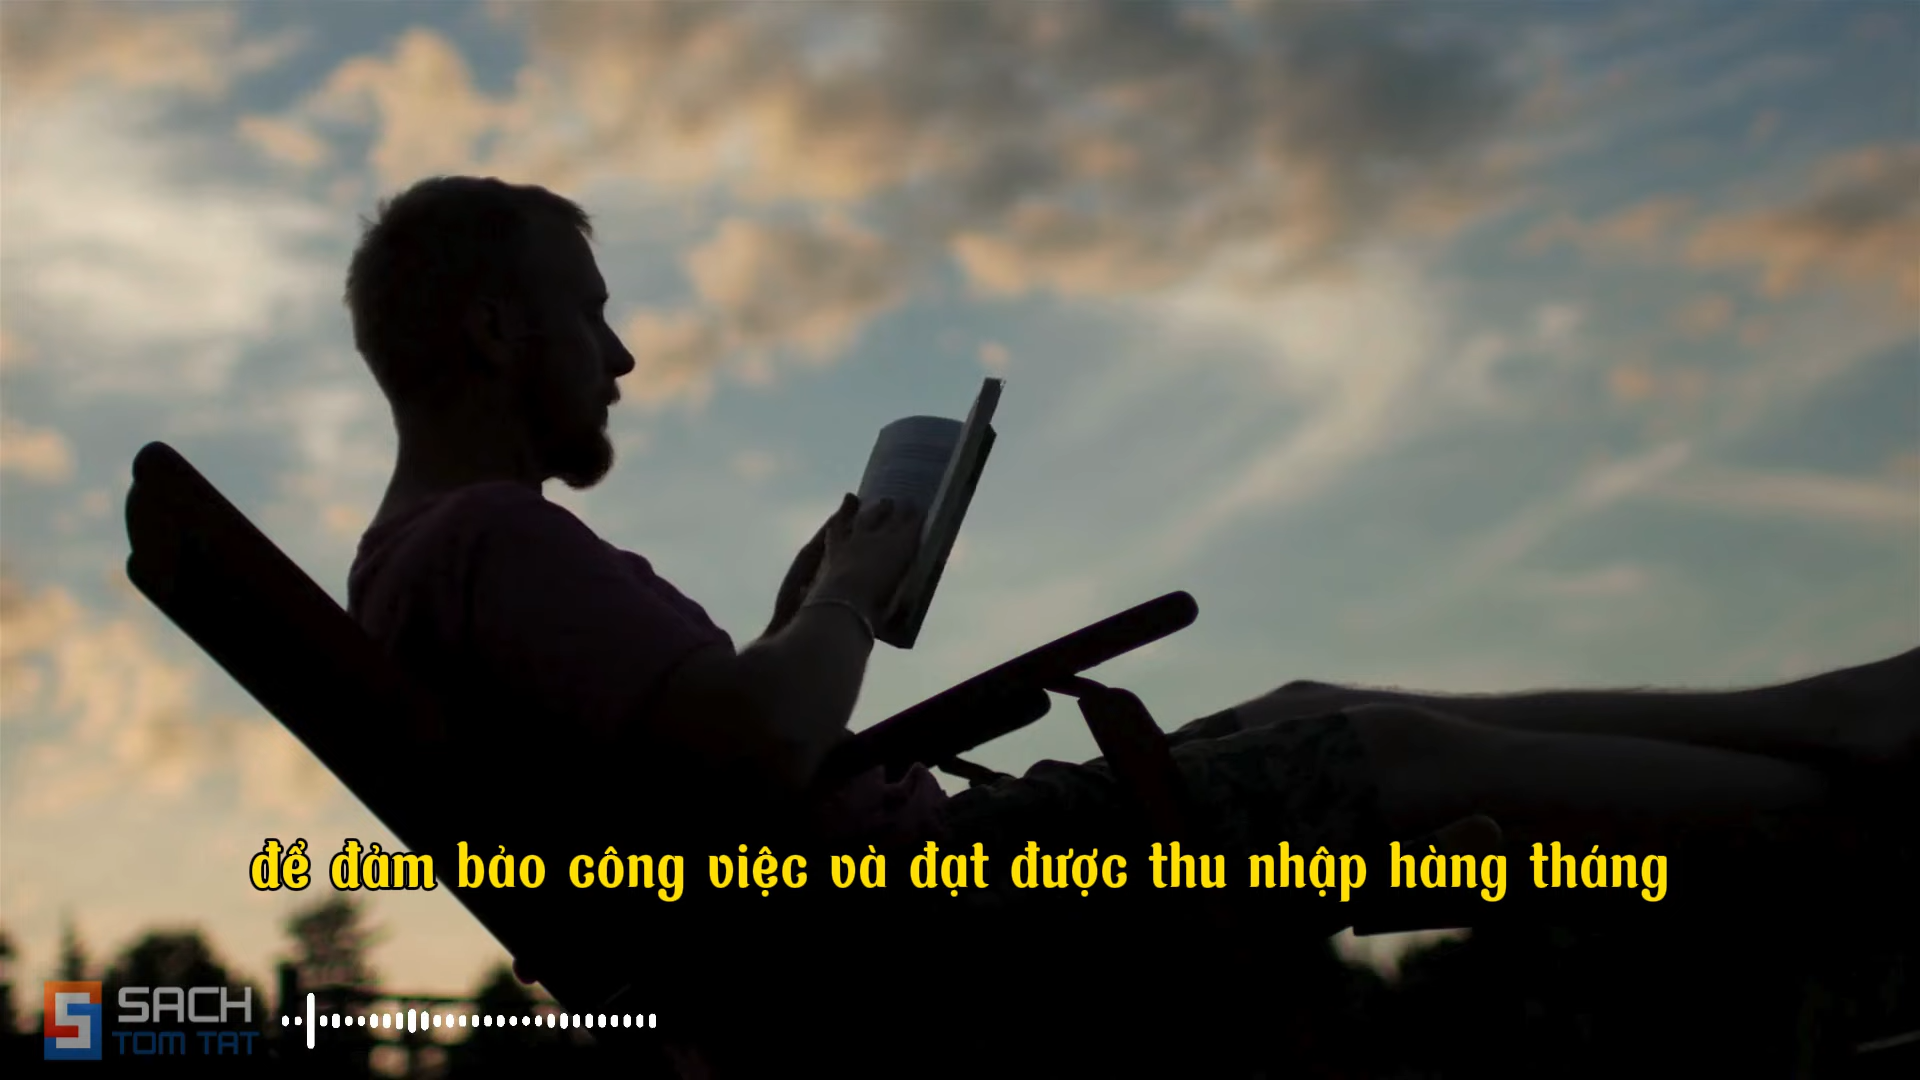 để đảm bảo công việc và đạt được thu nhập hàng tháng
SACH
TOM TAT